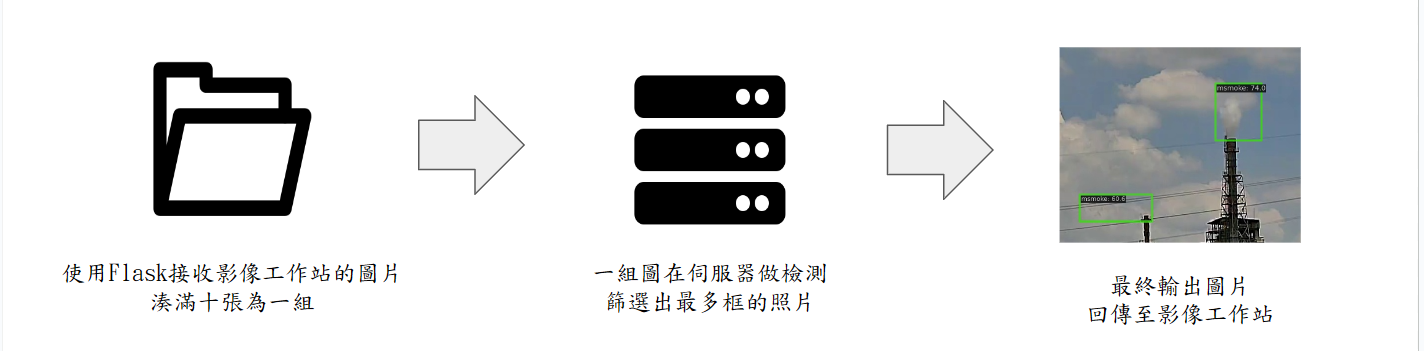 使用Flask接收影像工作站的圖片
湊滿十張為一組
一組圖在伺服器做檢測
篩選出最多框的照片
msmoke: 74.0
msmoke: 60.6
最終輸出圖片
回傳至影像工作站